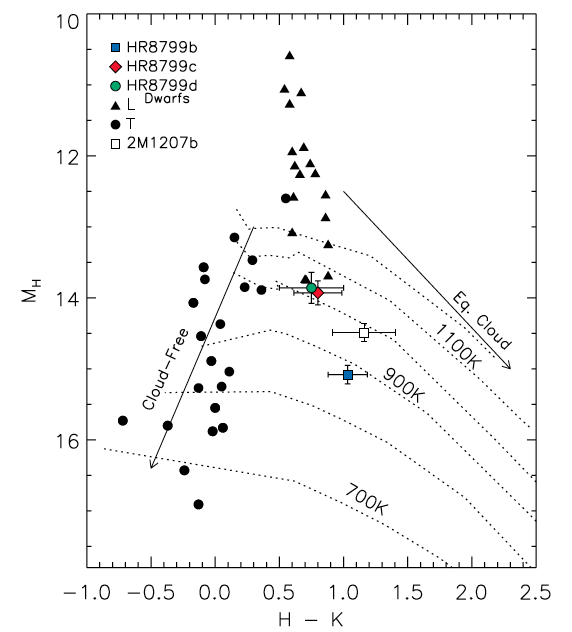 HR8799b
HR8799c
HR8799d
L Dwarfs
T
2M1207b
10
12
14
16
M_H
Cloud-Free
Eq. Cloud
1100K
900K
700K
-1.0 -0.5 0.0 0.5 1.0 1.5 2.0 2.5
H - K